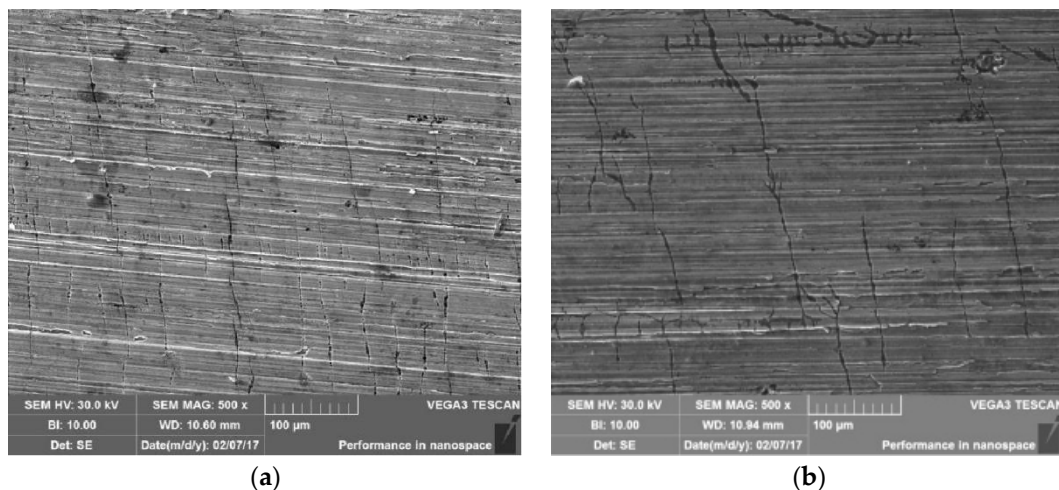 SEM HV: 30.0 kV SEM MAG: 500 x VEGA3 TESCAN
BI: 10.00 WD: 10.60 mm 100 µm
Det: SE Date(m/d/y): 02/07/17 Performance in nanospace
(a)
SEM HV: 30.0 kV SEM MAG: 500 x VEGA3 TESCAN
BI: 10.00 WD: 10.94 mm 100 µm
Det: SE Date(m/d/y): 02/07/17 Performance in nanospace
(b)